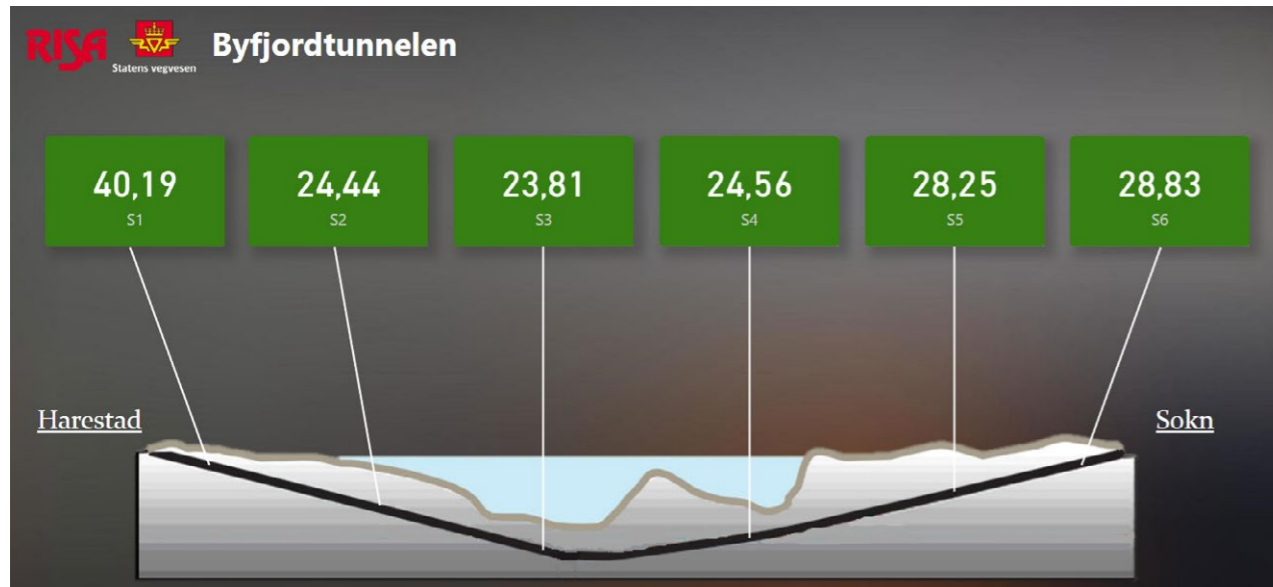 RISA
Statens vegvesen
Byfjordtunnelen
40,19
S1
24,44
S2
23,81
S3
24,56
S4
28,25
S5
28,83
S6
Harestad
Sokn